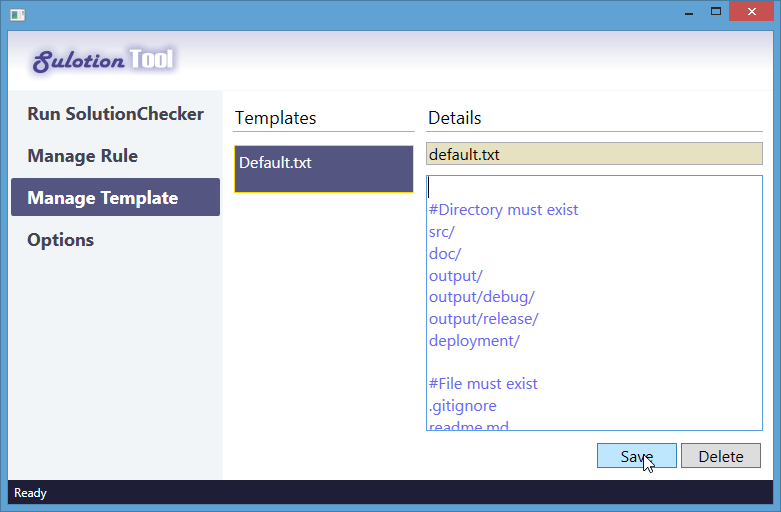 Sulotion Tool
Run SolutionChecker
Manage Rule
Manage Template
Options
Templates
Default.txt
Details
default.txt
#Directory must exist
src/
doc/
output/
output/debug/
output/release/
deployment/
#File must exist
.gitignore
readme.md
Save
Delete
Ready